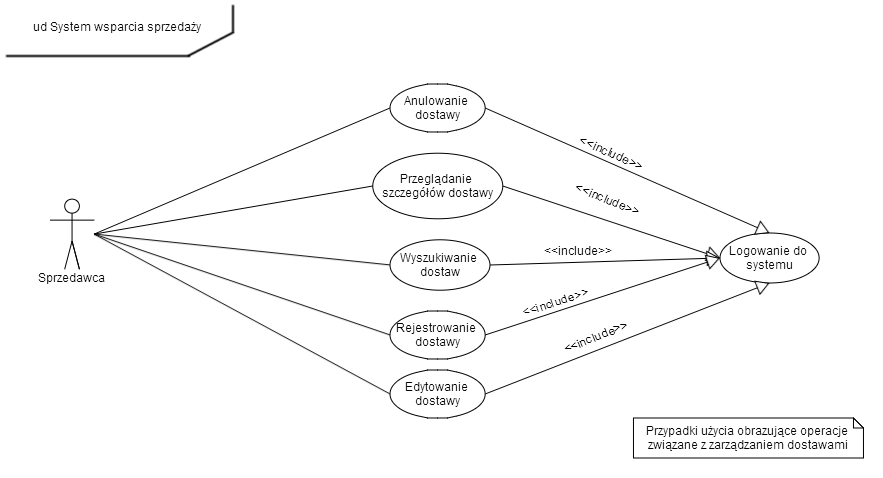 ud System wsparcia sprzedaży
Anulowanie
dostawy
<<include>>
Przeglądanie
szczegółów dostawy
<<include>>
Wyszukiwanie
dostaw
<<include>>
Logowanie do
systemu
Sprzedawca
Rejestrowanie
dostawy
<<include>>
Edytowanie
dostawy
<<include>>
Przypadki użycia obrazujące operacje
związane z zarządzaniem dostawami